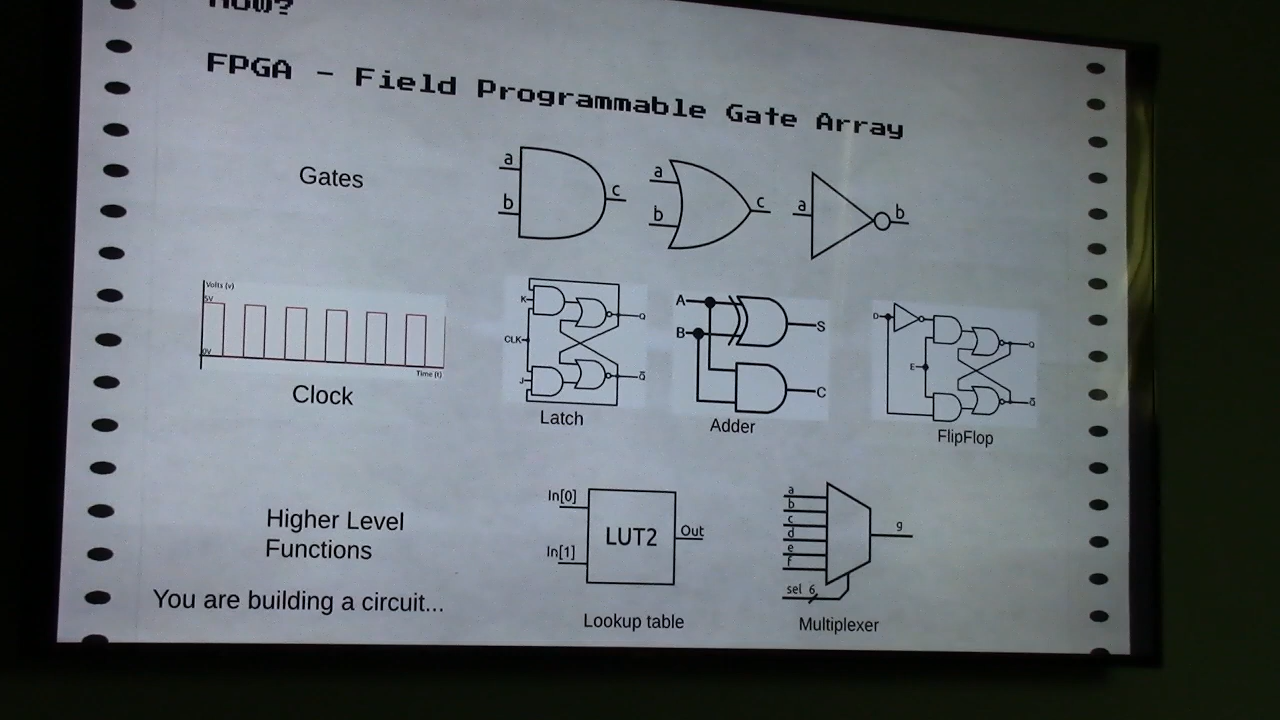 How?
FPGA - Field Programmable Gate Array
Gates
a
b
c
a
b
c
a
b
Volts (v)
5V
0V
Time (t)
Clock
K
CLK
J
Q
Q̅
Latch
A
B
S
C
Adder
D
E
Q
Q̅
FlipFlop
Higher Level
Functions
In[0]
In[1]
LUT2
Out
Lookup table
a
b
c
d
e
f
sel 6
g
Multiplexer
You are building a circuit...